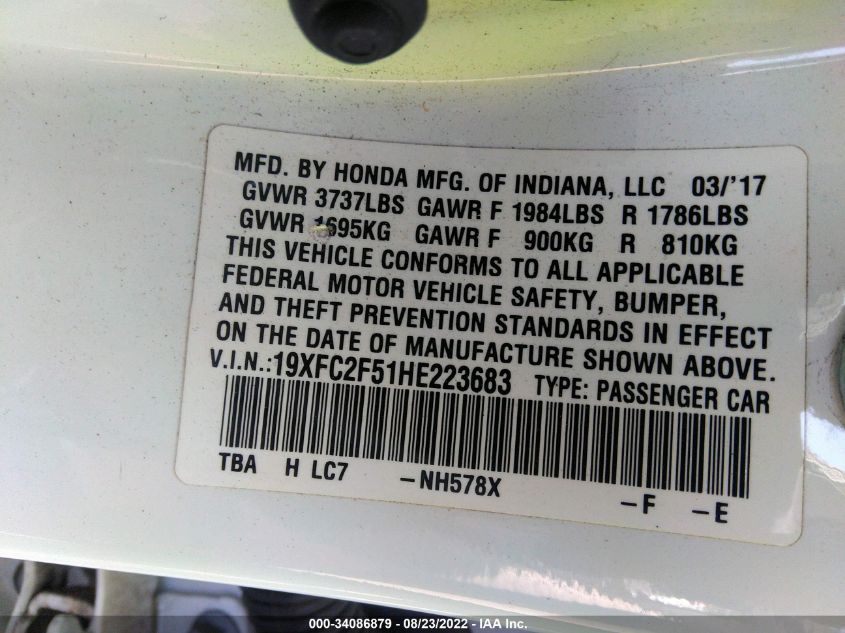 MFD. BY HONDA MFG. OF INDIANA, LLC 03/'17
GVWR 3737LBS GAWR F 1984LBS R 1786LBS
GVWR 1695KG GAWR F 900KG R 810KG
THIS VEHICLE CONFORMS TO ALL APPLICABLE
FEDERAL MOTOR VEHICLE SAFETY, BUMPER,
AND THEFT PREVENTION STANDARDS IN EFFECT
ON THE DATE OF MANUFACTURE SHOWN ABOVE.
V.I.N.:19XFC2F51HE223683 TYPE: PASSENGER CAR
TBA H LC7 -NH578X -F -E
000-34086879 - 08/23/2022 - IAA Inc.